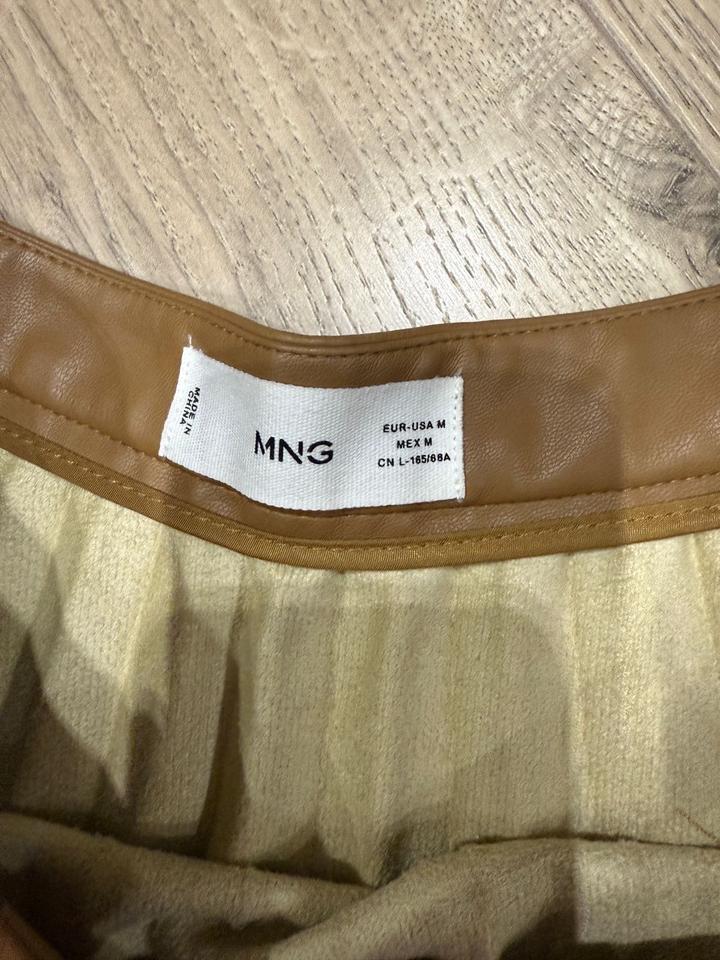 MADE IN
CHINA
MNG
EUR-USA M
MEX M
CN L-165/68A